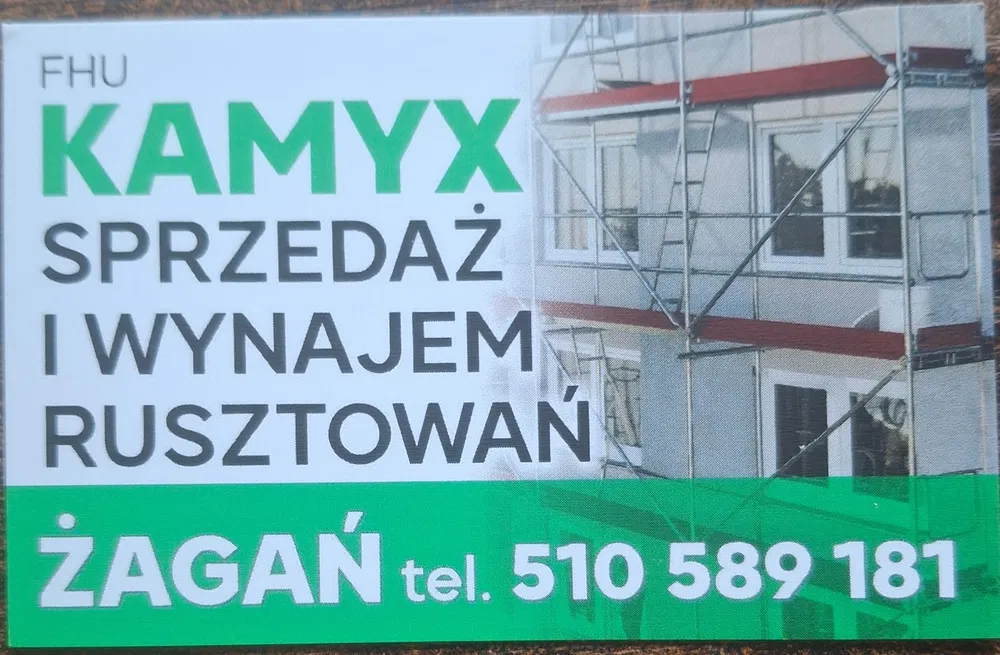 FHU
KAMYX
SPRZEDAŻ
I WYNAJEM
RUSZTOWAŃ
ŻAGAŃ tel. 510 589 181